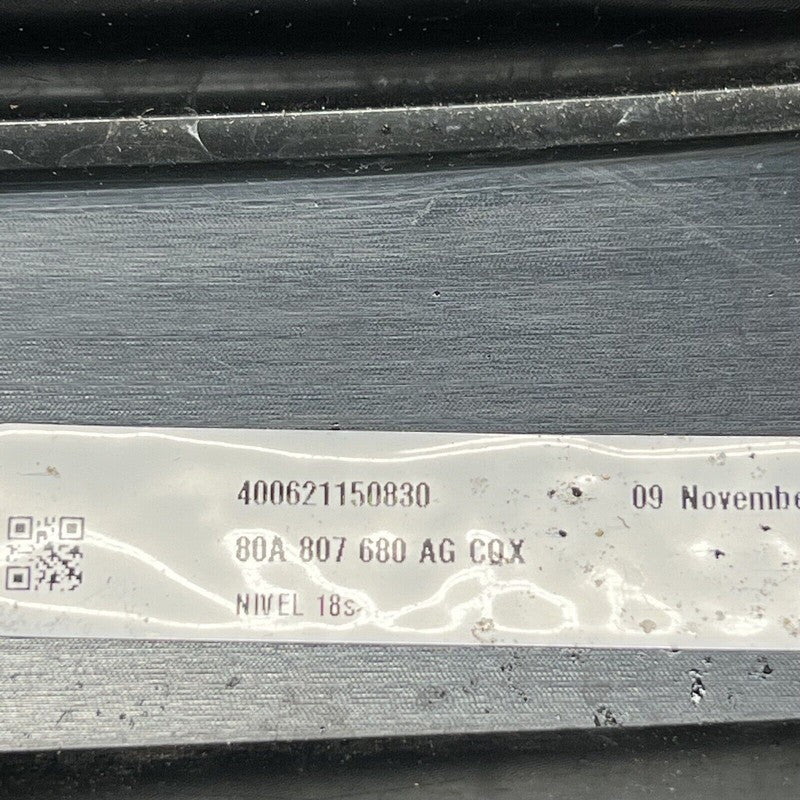 400621150830
09 Novembe
80A 807 680 AG CQX
NIVEL 18s